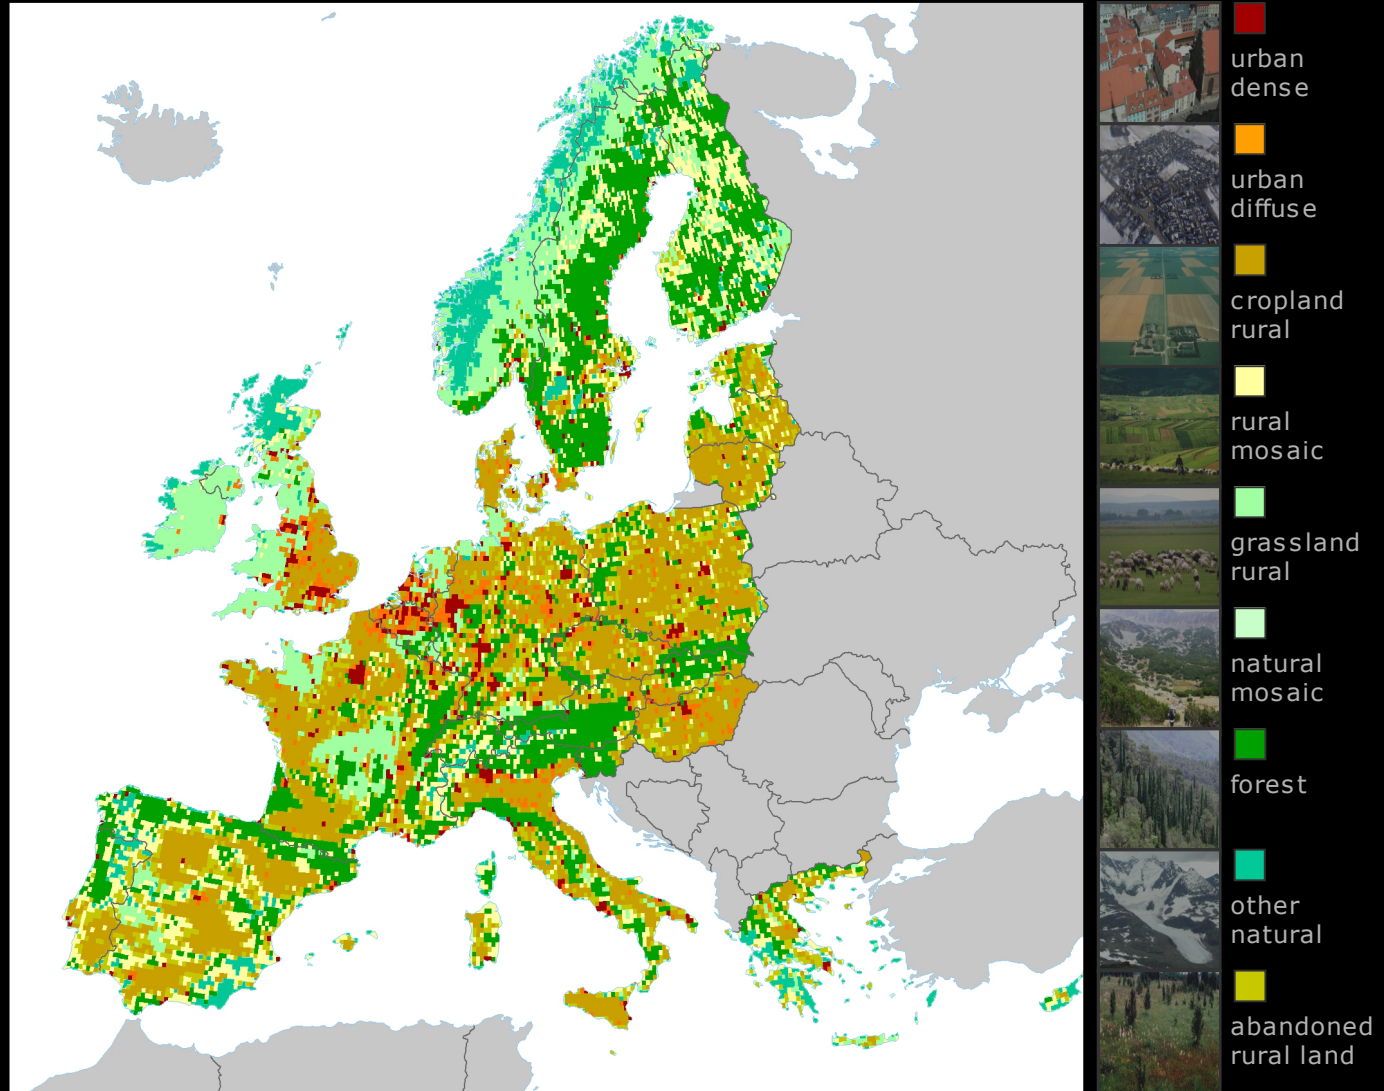 urban
dense
urban
diffuse
cropland
rural
rural
mosaic
grassland
rural
natural
mosaic
forest
other
natural
abandoned
rural land